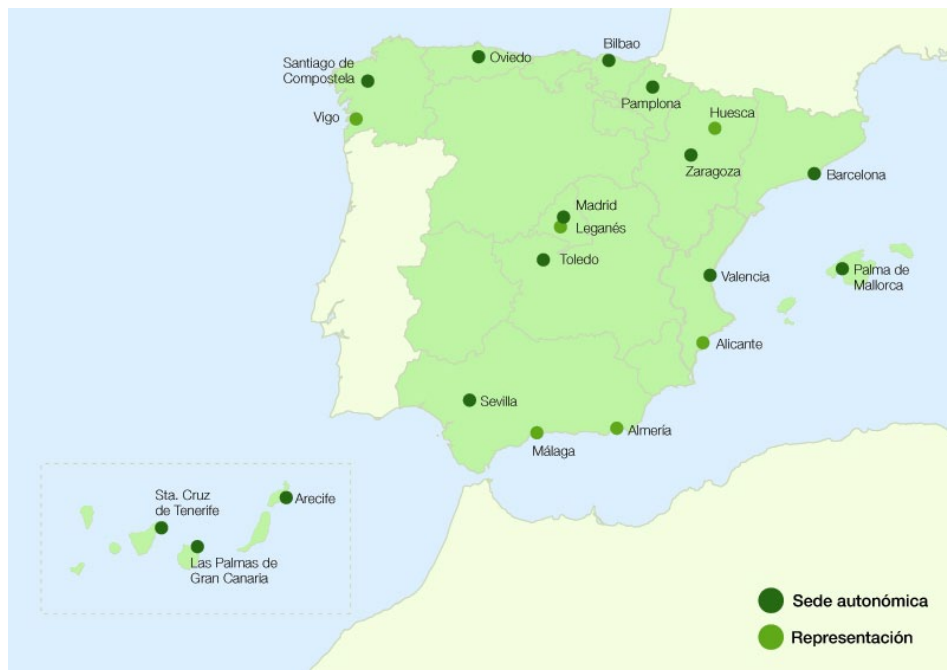 Bilbao
Oviedo
Santiago de
Compostela
Pamplona
Huesca
Vigo
Zaragoza
Barcelona
Madrid
Leganés
Toledo
Valencia
Palma de
Mallorca
Alicante
Sevilla
Almería
Málaga
Sta. Cruz
de Tenerife
Arecife
Las Palmas de
Gran Canaria
Sede autonómica
Representación